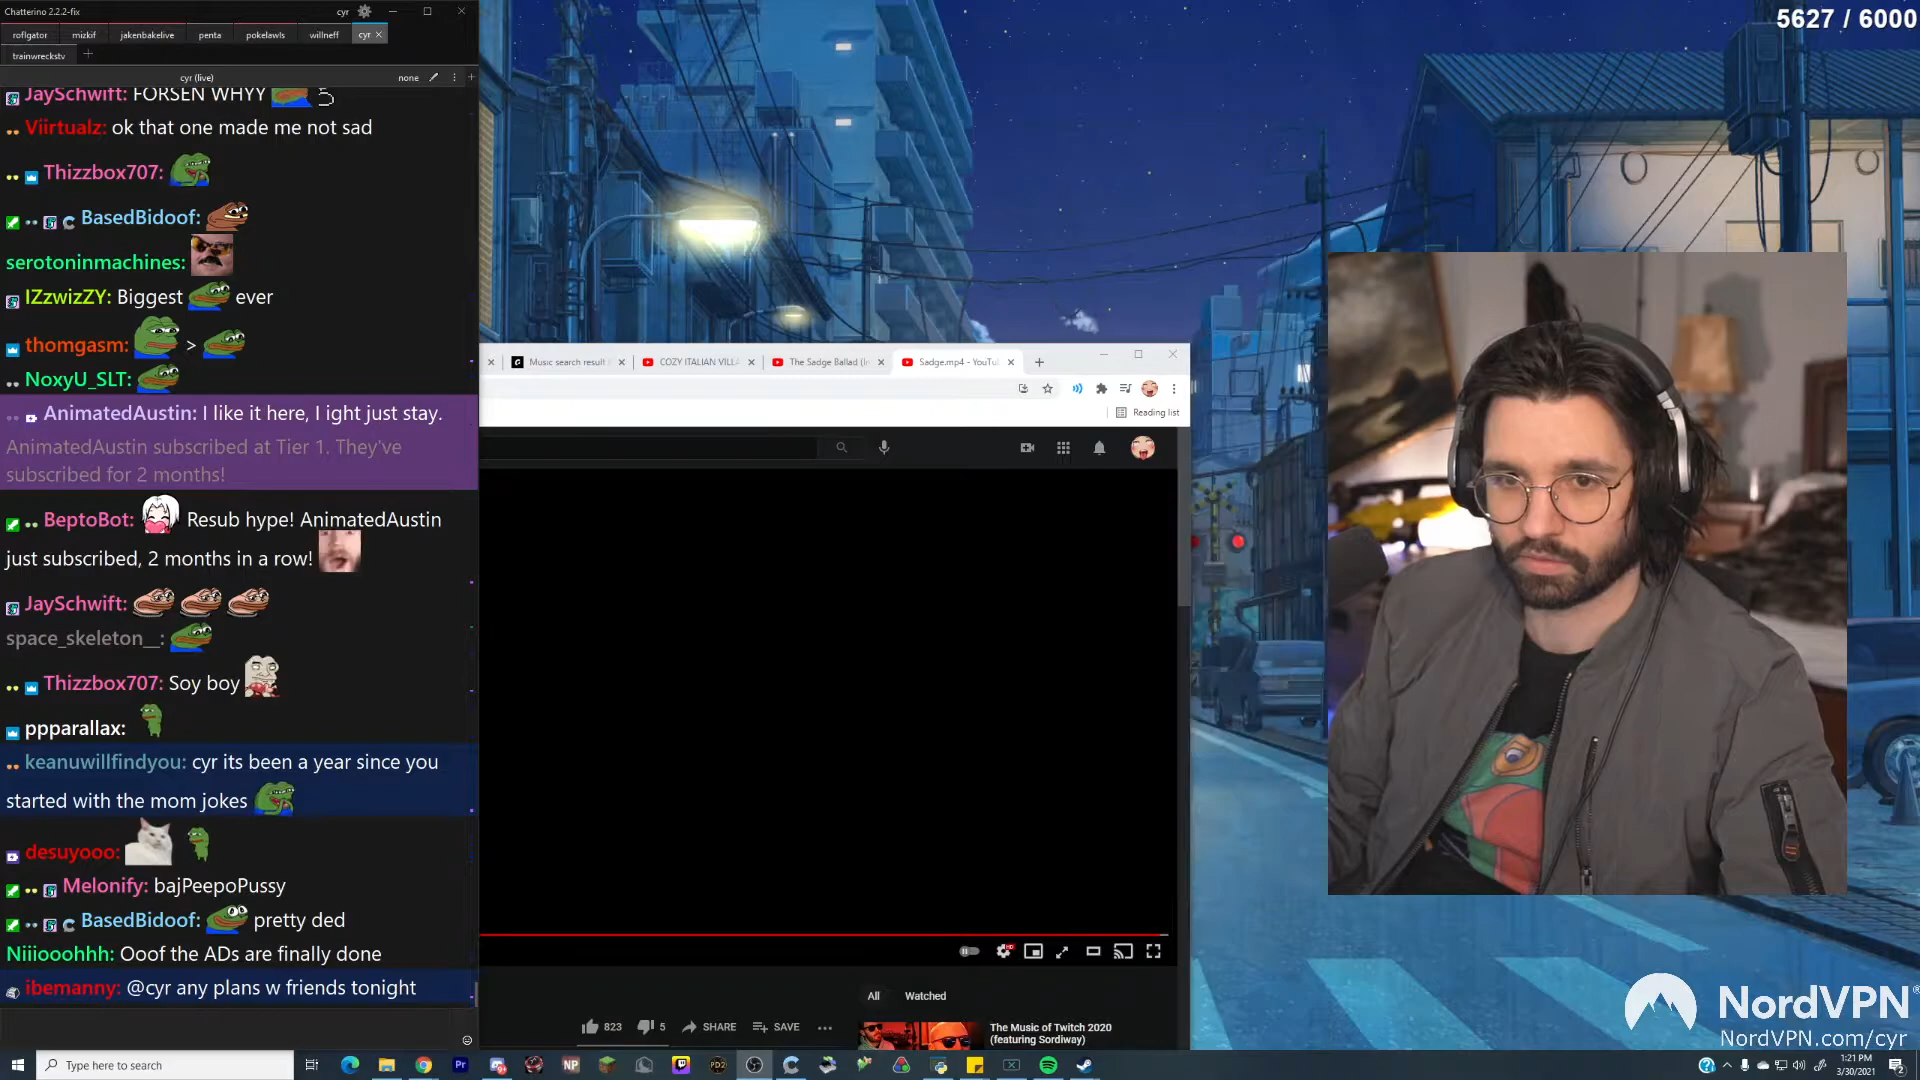 Chatterino 2.2.2-fix
cyr
roflgator
mizkif
jakenbakelive
penta
pokelawls
willneff
cyr
trainwreckstv
cyr (live)
none
JaySchwift: FORSEN WHYY
Viirtualz: ok that one made me not sad
Thizzbox707:
BasedBidoof:
serotoninmachines:
IZzwizZY: Biggest ever
thomgasm: >
NoxyU_SLT:
AnimatedAustin: I like it here, I ight just stay.
AnimatedAustin subscribed at Tier 1. They've
subscribed for 2 months!
BeptoBot: Resub hype! AnimatedAustin
just subscribed, 2 months in a row!
JaySchwift:
space_skeleton__:
Thizzbox707: Soy boy
ppparallax:
keanuwillfindyou: cyr its been a year since you
started with the mom jokes
desuyooo:
Melonify: bajPeepoPussy
BasedBidoof: pretty ded
Niiiooohhh: Ooof the ADs are finally done
ibemanny: @cyr any plans w friends tonight
5627 / 6000
Music search result
COZY ITALIAN VILLA
The Sadge Ballad (In
Sadge.mp4 - YouTu
Reading list
All
Watched
823
5
SHARE
SAVE
The Music of Twitch 2020
(featuring Sordiway)
NordVPN®
NordVPN.com/cyr
Type here to search
Pr
NP
PD2
1:21 PM
3/30/2021